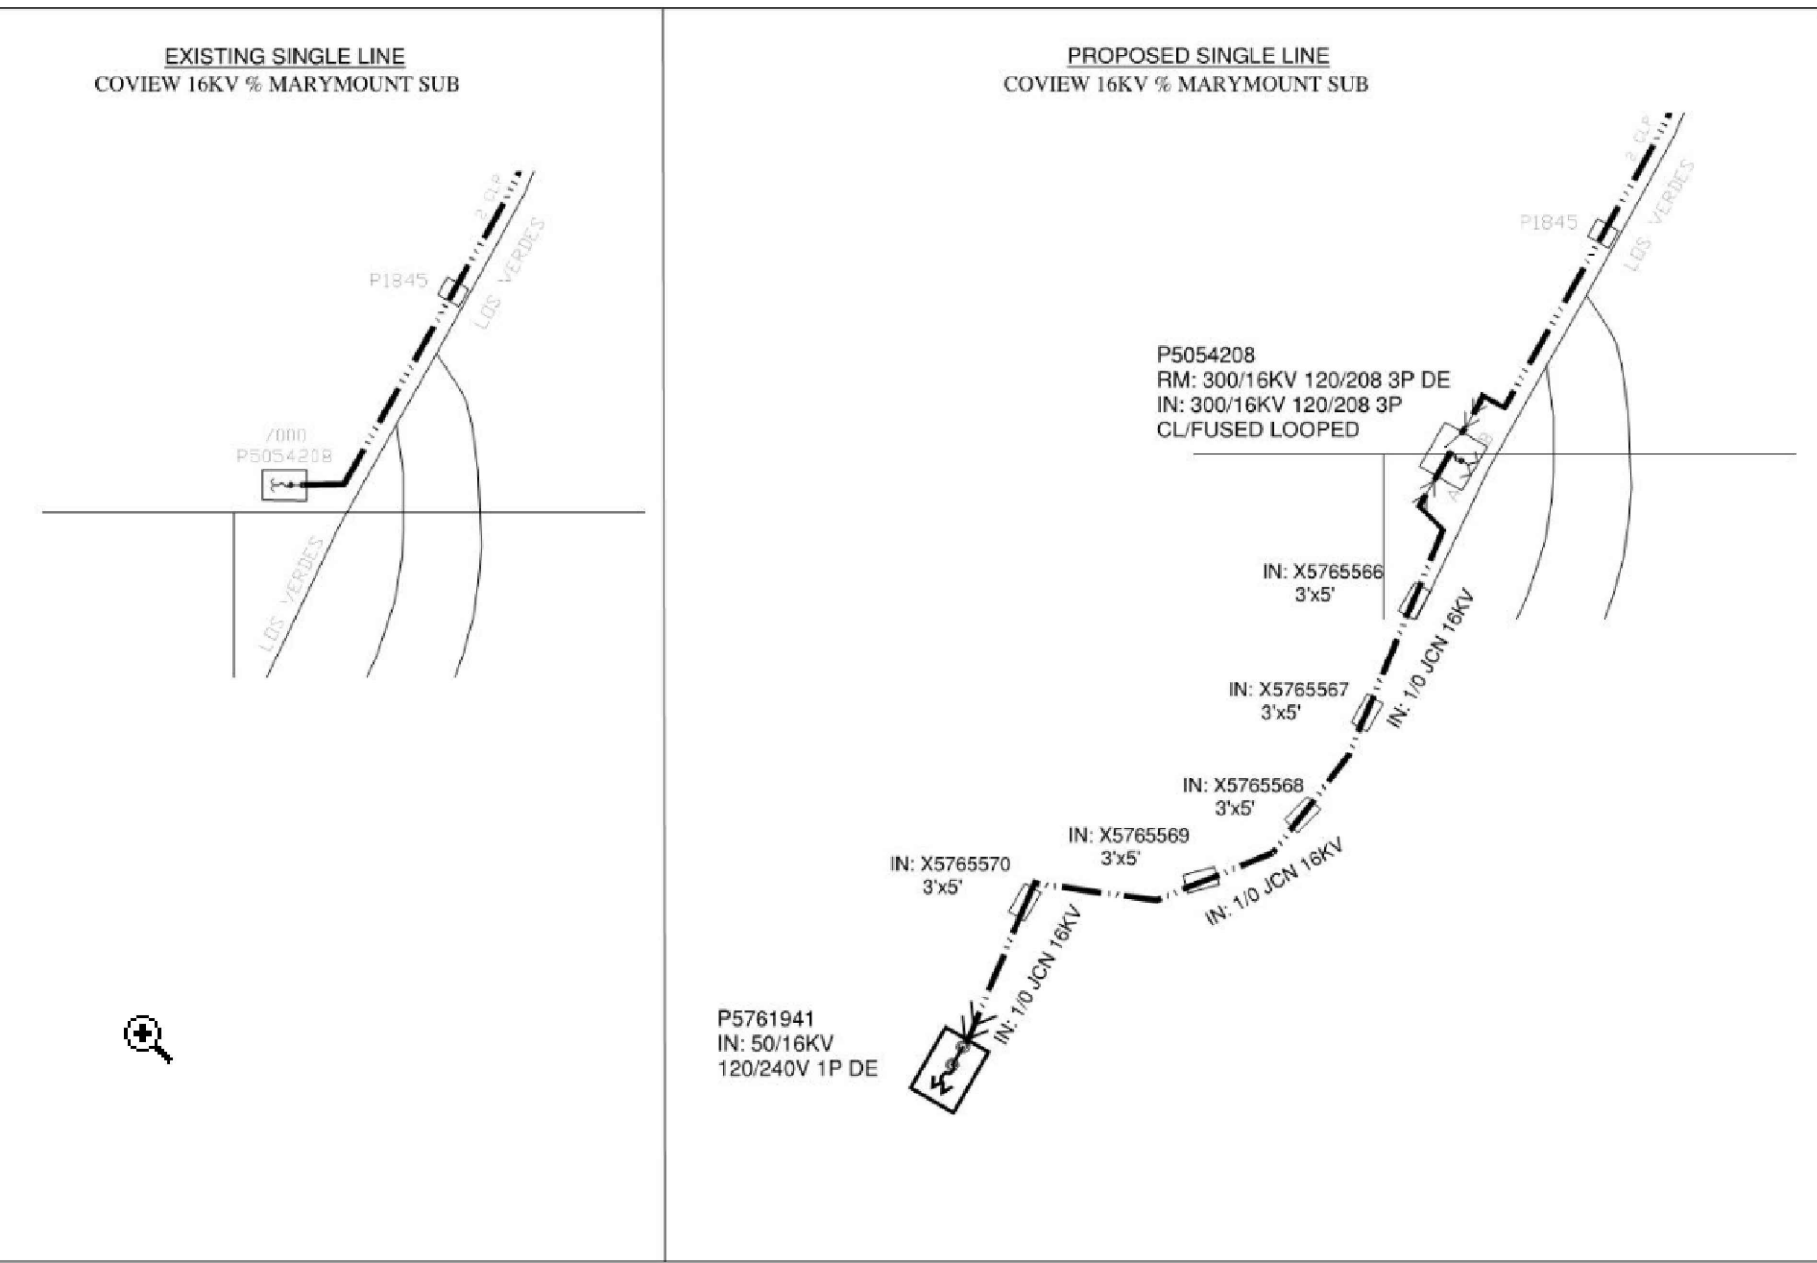 EXISTING SINGLE LINE
COVIEW 16KV % MARYMOUNT SUB
2 CLP
LOS VERDES
P1845
/000
P5054208
LOS VERDES
PROPOSED SINGLE LINE
COVIEW 16KV % MARYMOUNT SUB
2 CLP
LOS VERDES
P1845
P5054208
RM: 300/16KV 120/208 3P DE
IN: 300/16KV 120/208 3P
CL/FUSED LOOPED
B
A
IN: X5765566
3'x5'
IN: 1/0 JCN 16KV
IN: X5765567
3'x5'
IN: X5765568
3'x5'
IN: X5765569
3'x5'
IN: 1/0 JCN 16KV
IN: X5765570
3'x5'
IN: 1/0 JCN 16KV
P5761941
IN: 50/16KV
120/240V 1P DE